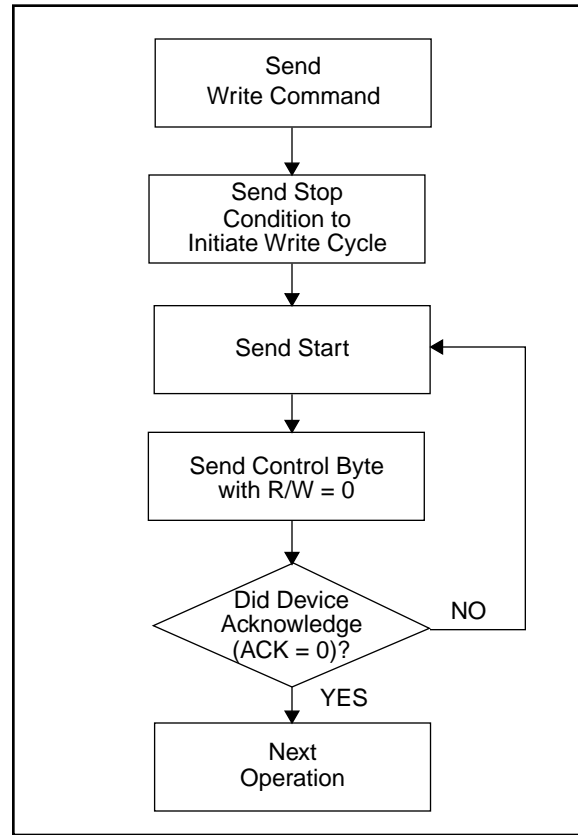 Send
Write Command
Send Stop
Condition to
Initiate Write Cycle
Send Start
Send Control Byte
with R/W = 0
Did Device
Acknowledge
(ACK = 0)?
NO
YES
Next
Operation